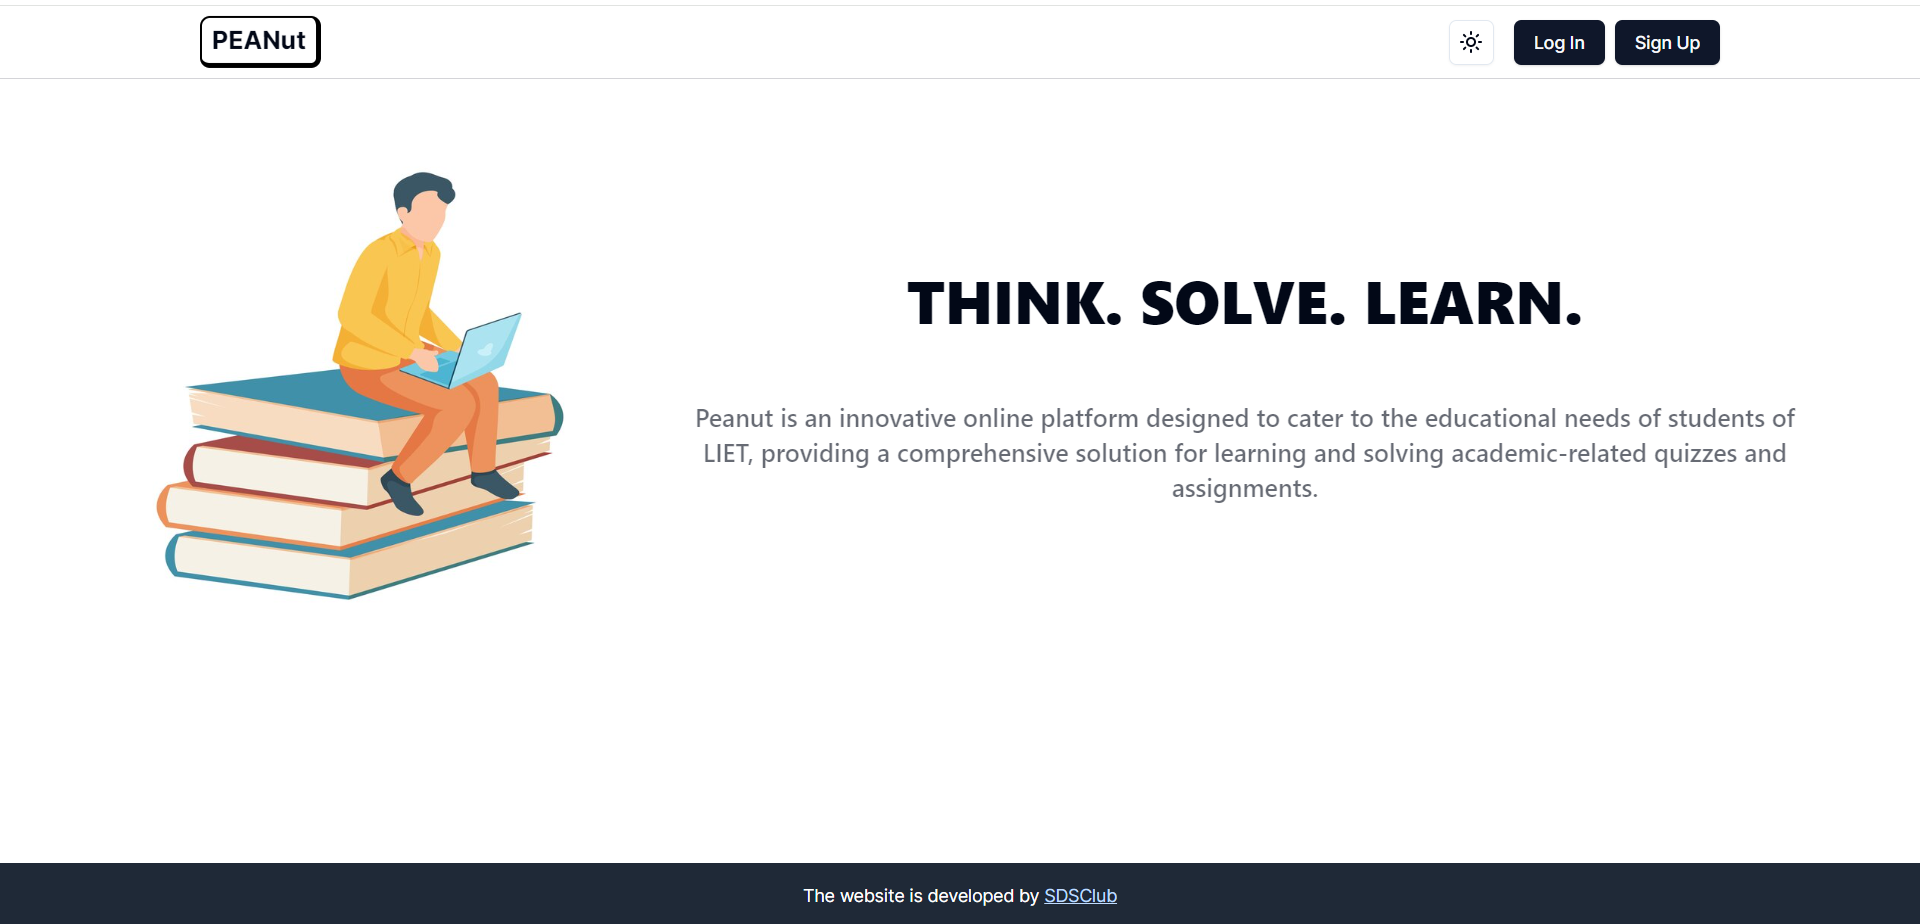 PEANut
Log In
Sign Up
THINK. SOLVE. LEARN.
Peanut is an innovative online platform designed to cater to the educational needs of students of
LIET, providing a comprehensive solution for learning and solving academic-related quizzes and
assignments.
The website is developed by SDSClub